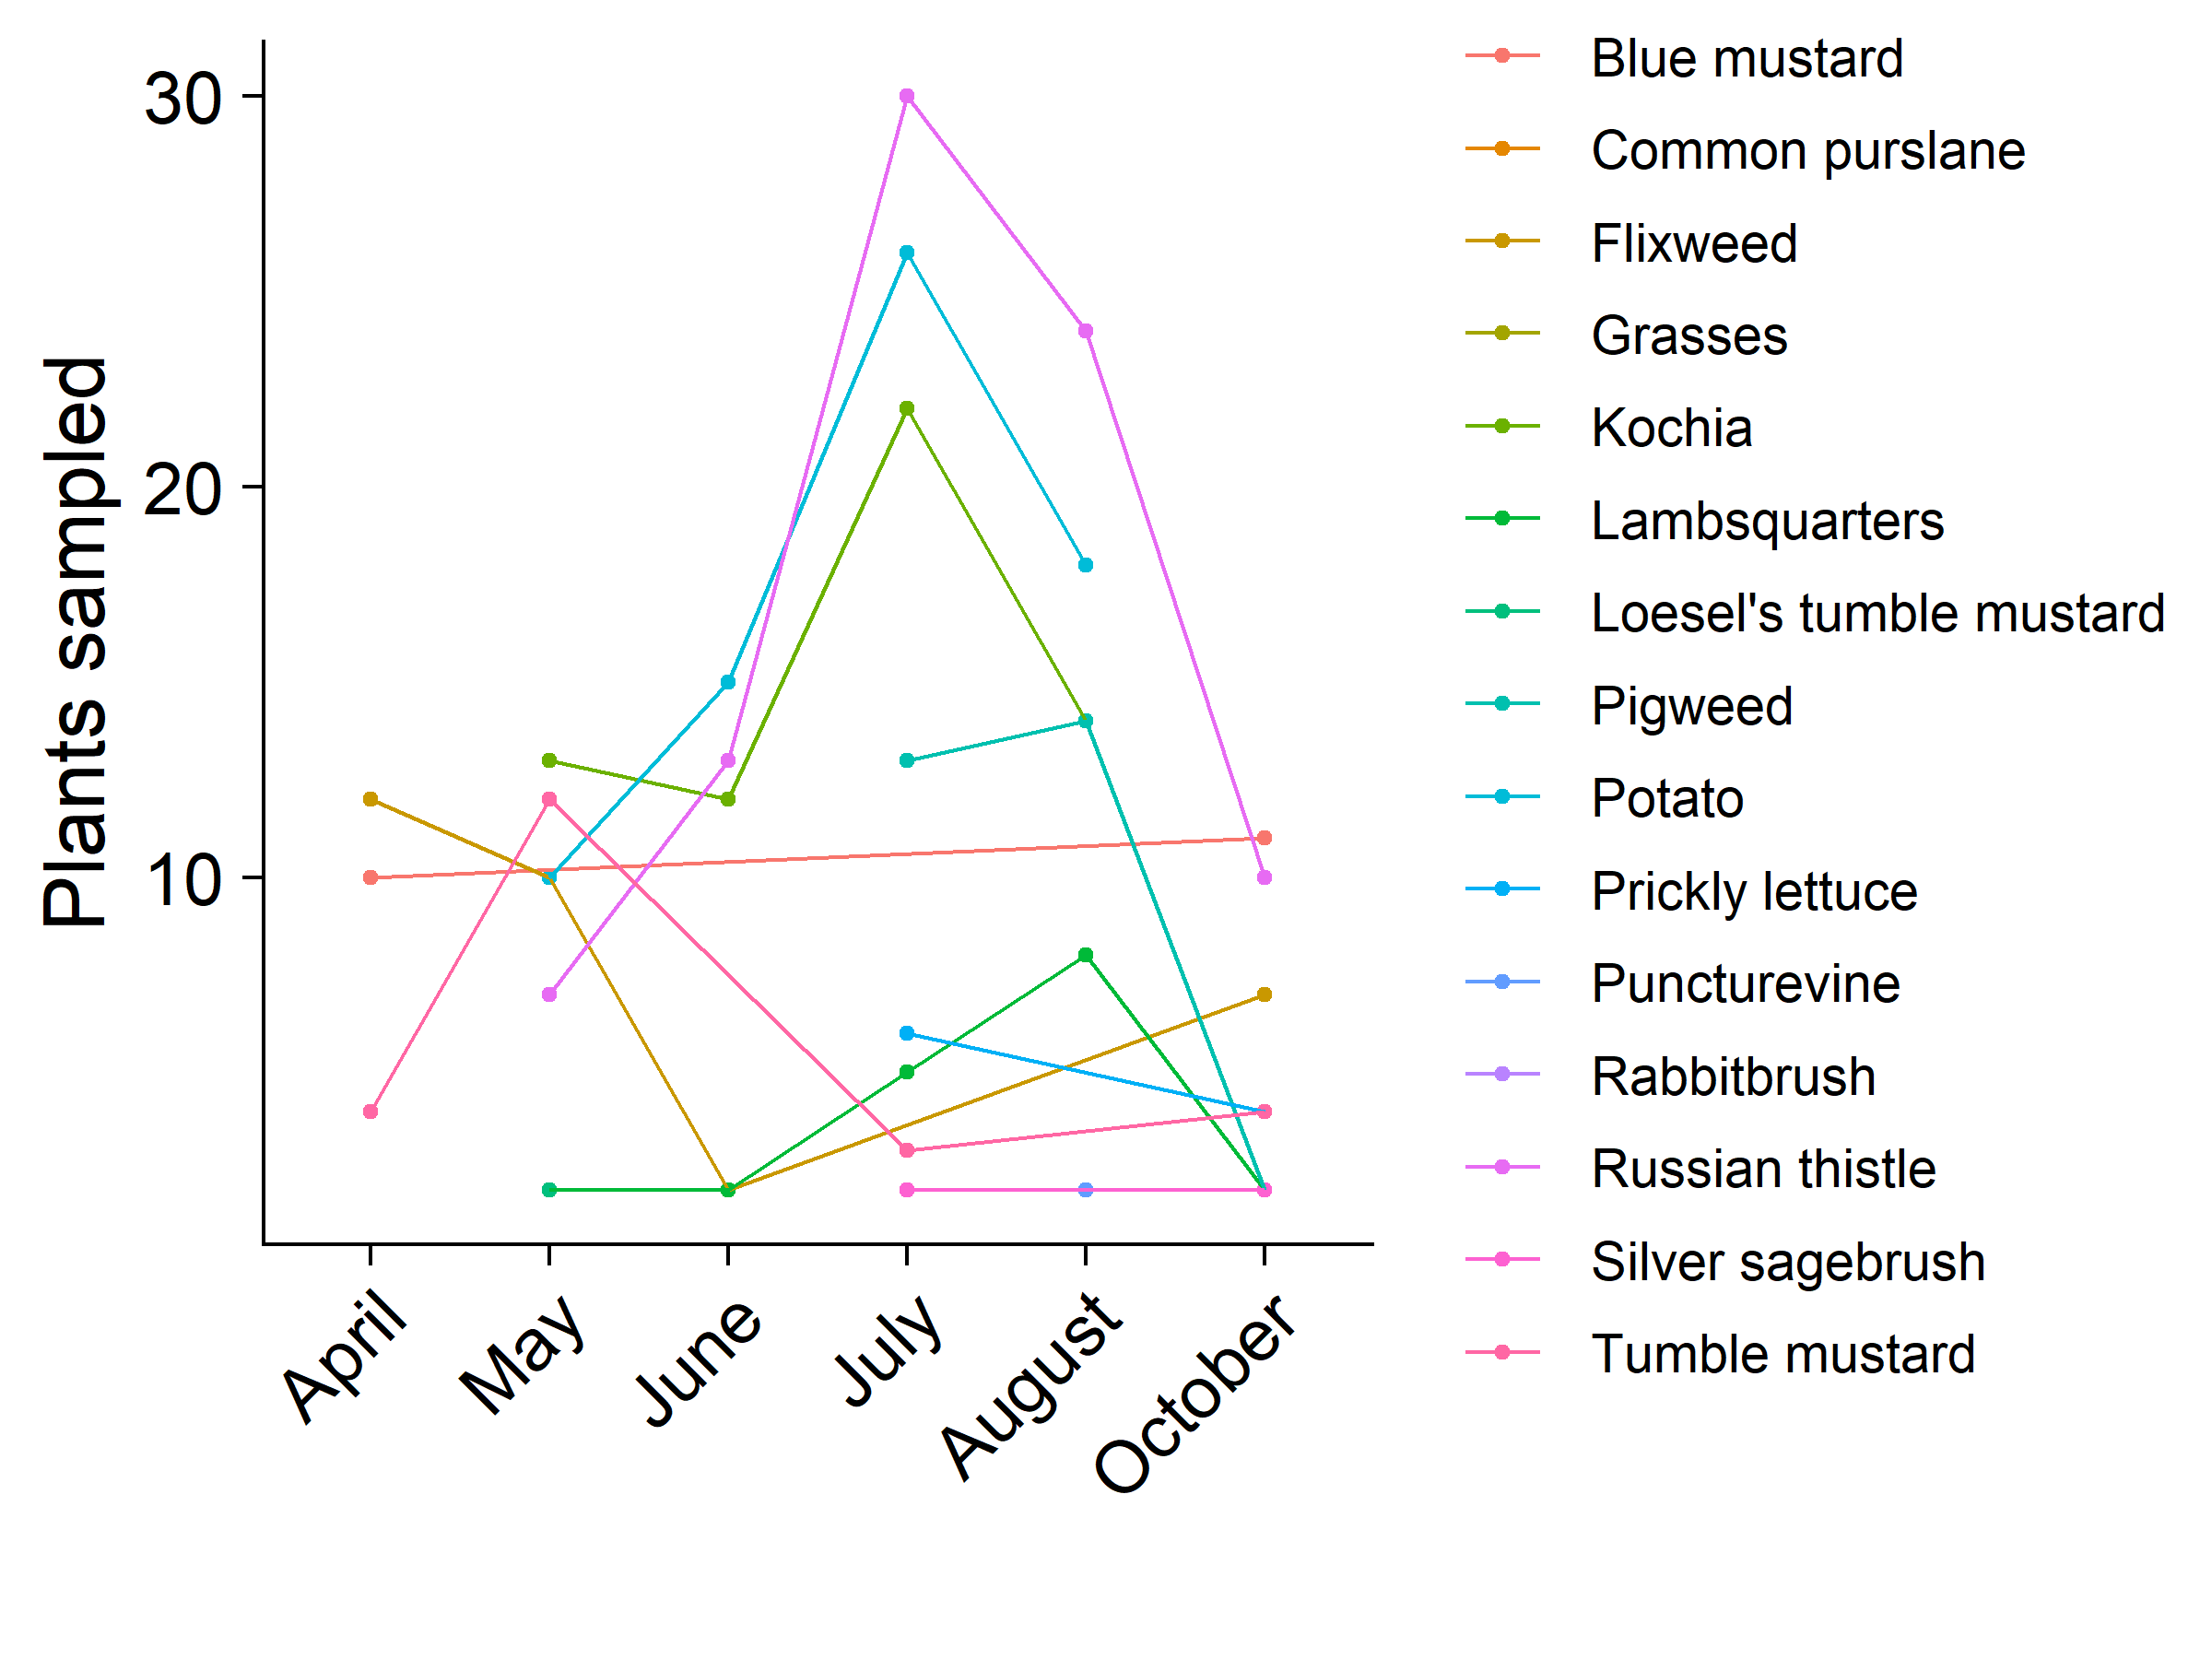 Plants sampled
30
20
10
April
May
June
July
August
October
Blue mustard
Common purslane
Flixweed
Grasses
Kochia
Lambsquarters
Loesel's tumble mustard
Pigweed
Potato
Prickly lettuce
Puncturevine
Rabbitbrush
Russian thistle
Silver sagebrush
Tumble mustard